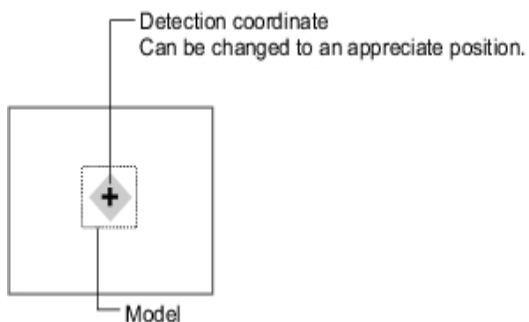 Detection coordinate
Can be changed to an appreciate position.
Model